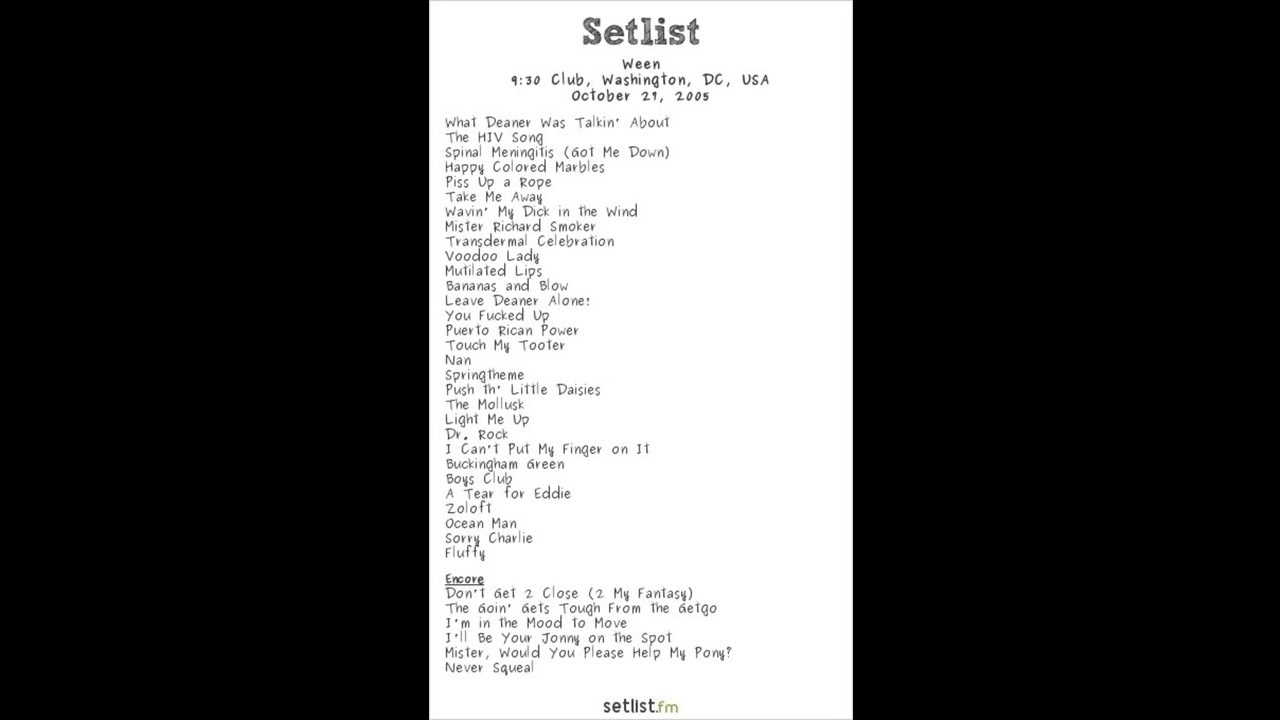 Setlist
Ween
9:30 Club, Washington, DC, USA
October 29, 2005
What Deaner Was Talkin' About
The HIV Song
Spinal Meningitis (Got Me Down)
Happy Colored Marbles
Piss Up a Rope
Take Me Away
Wavin' My Dick in the Wind
Mister Richard Smoker
Transdermal Celebration
Voodoo Lady
Mutilated Lips
Bananas and Blow
Leave Deaner Alone!
You Fucked Up
Puerto Rican Power
Touch My Tooter
Nan
Springtheme
Push th' Little Daisies
The Mollusk
Light Me Up
Dr. Rock
I Can't Put My Finger on It
Buckingham Green
Boys Club
A Tear for Eddie
Zoloft
Ocean Man
Sorry Charlie
Fluffy
Encore
Don't Get 2 Close (2 My Fantasy)
The Goin' Gets Tough From the Getgo
I'm in the Mood to Move
I'll Be Your Jonny on the Spot
Mister, Would You Please Help My Pony?
Never Squeal
setlist.fm